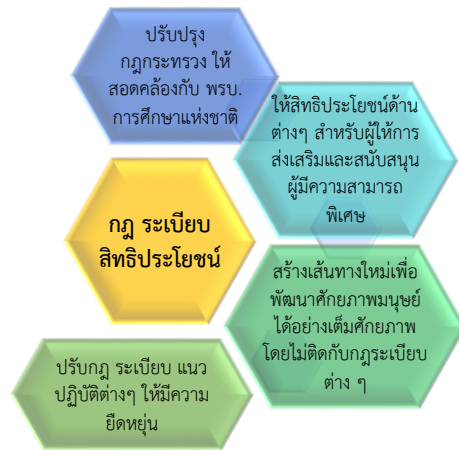 ปรับปรุง
กฎกระทรวง ให้
สอดคล้องกับ พรบ.
การศึกษาแห่งชาติ
ให้สิทธิประโยชน์ด้าน
ต่างๆ สำหรับผู้ให้การ
ส่งเสริมและสนับสนุน
ผู้มีความสามารถ
พิเศษ
กฎ ระเบียบ
สิทธิประโยชน์
สร้างเส้นทางใหม่เพื่อ
พัฒนาศักยภาพมนุษย์
ได้อย่างเต็มศักยภาพ
โดยไม่ติดกับกฎระเบียบ
ต่าง ๆ
ปรับกฎ ระเบียบ แนว
ปฏิบัติต่างๆ ให้มีความ
ยืดหยุ่น